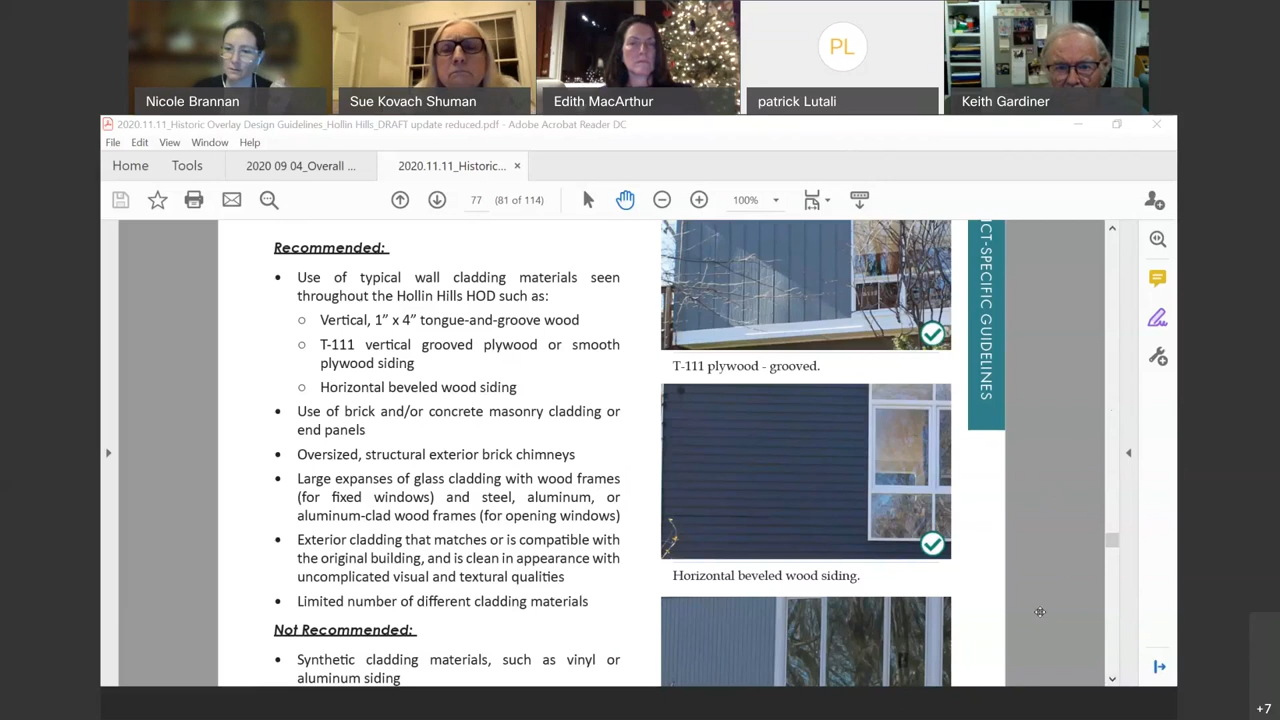 PL
Nicole Brannan
Sue Kovach Shuman
Edith MacArthur
patrick Lutali
Keith Gardiner
2020.11.11_Historic Overlay Design Guidelines_Hollin Hills_DRAFT update reduced.pdf - Adobe Acrobat Reader DC
File Edit View Window Help
Home Tools 2020 09 04_Overall ... 2020.11.11_Historic... ×
77 (81 of 114) 100%
Recommended:
• Use of typical wall cladding materials seen
throughout the Hollin Hills HOD such as:
○ Vertical, 1” x 4” tongue-and-groove wood
○ T-111 vertical grooved plywood or smooth
plywood siding
○ Horizontal beveled wood siding
• Use of brick and/or concrete masonry cladding or
end panels
• Oversized, structural exterior brick chimneys
• Large expanses of glass cladding with wood frames
(for fixed windows) and steel, aluminum, or
aluminum-clad wood frames (for opening windows)
• Exterior cladding that matches or is compatible with
the original building, and is clean in appearance with
uncomplicated visual and textural qualities
• Limited number of different cladding materials
Not Recommended:
• Synthetic cladding materials, such as vinyl or
aluminum siding
T-111 plywood - grooved.
Horizontal beveled wood siding.
CT-SPECIFIC GUIDELINES
+7